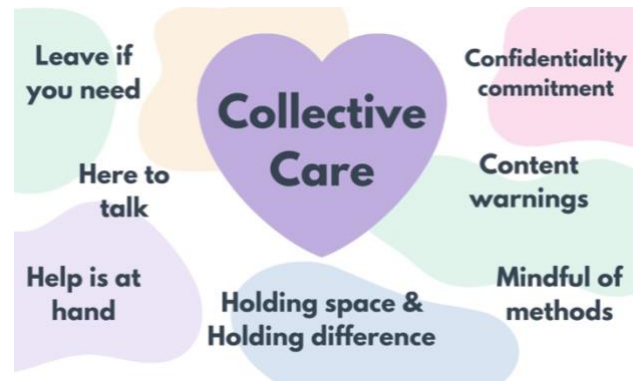 Leave if
you need
Collective
Care
Confidentiality
commitment
Here to
talk
Content
warnings
Help is at
hand
Holding space &
Holding difference
Mindful of
methods